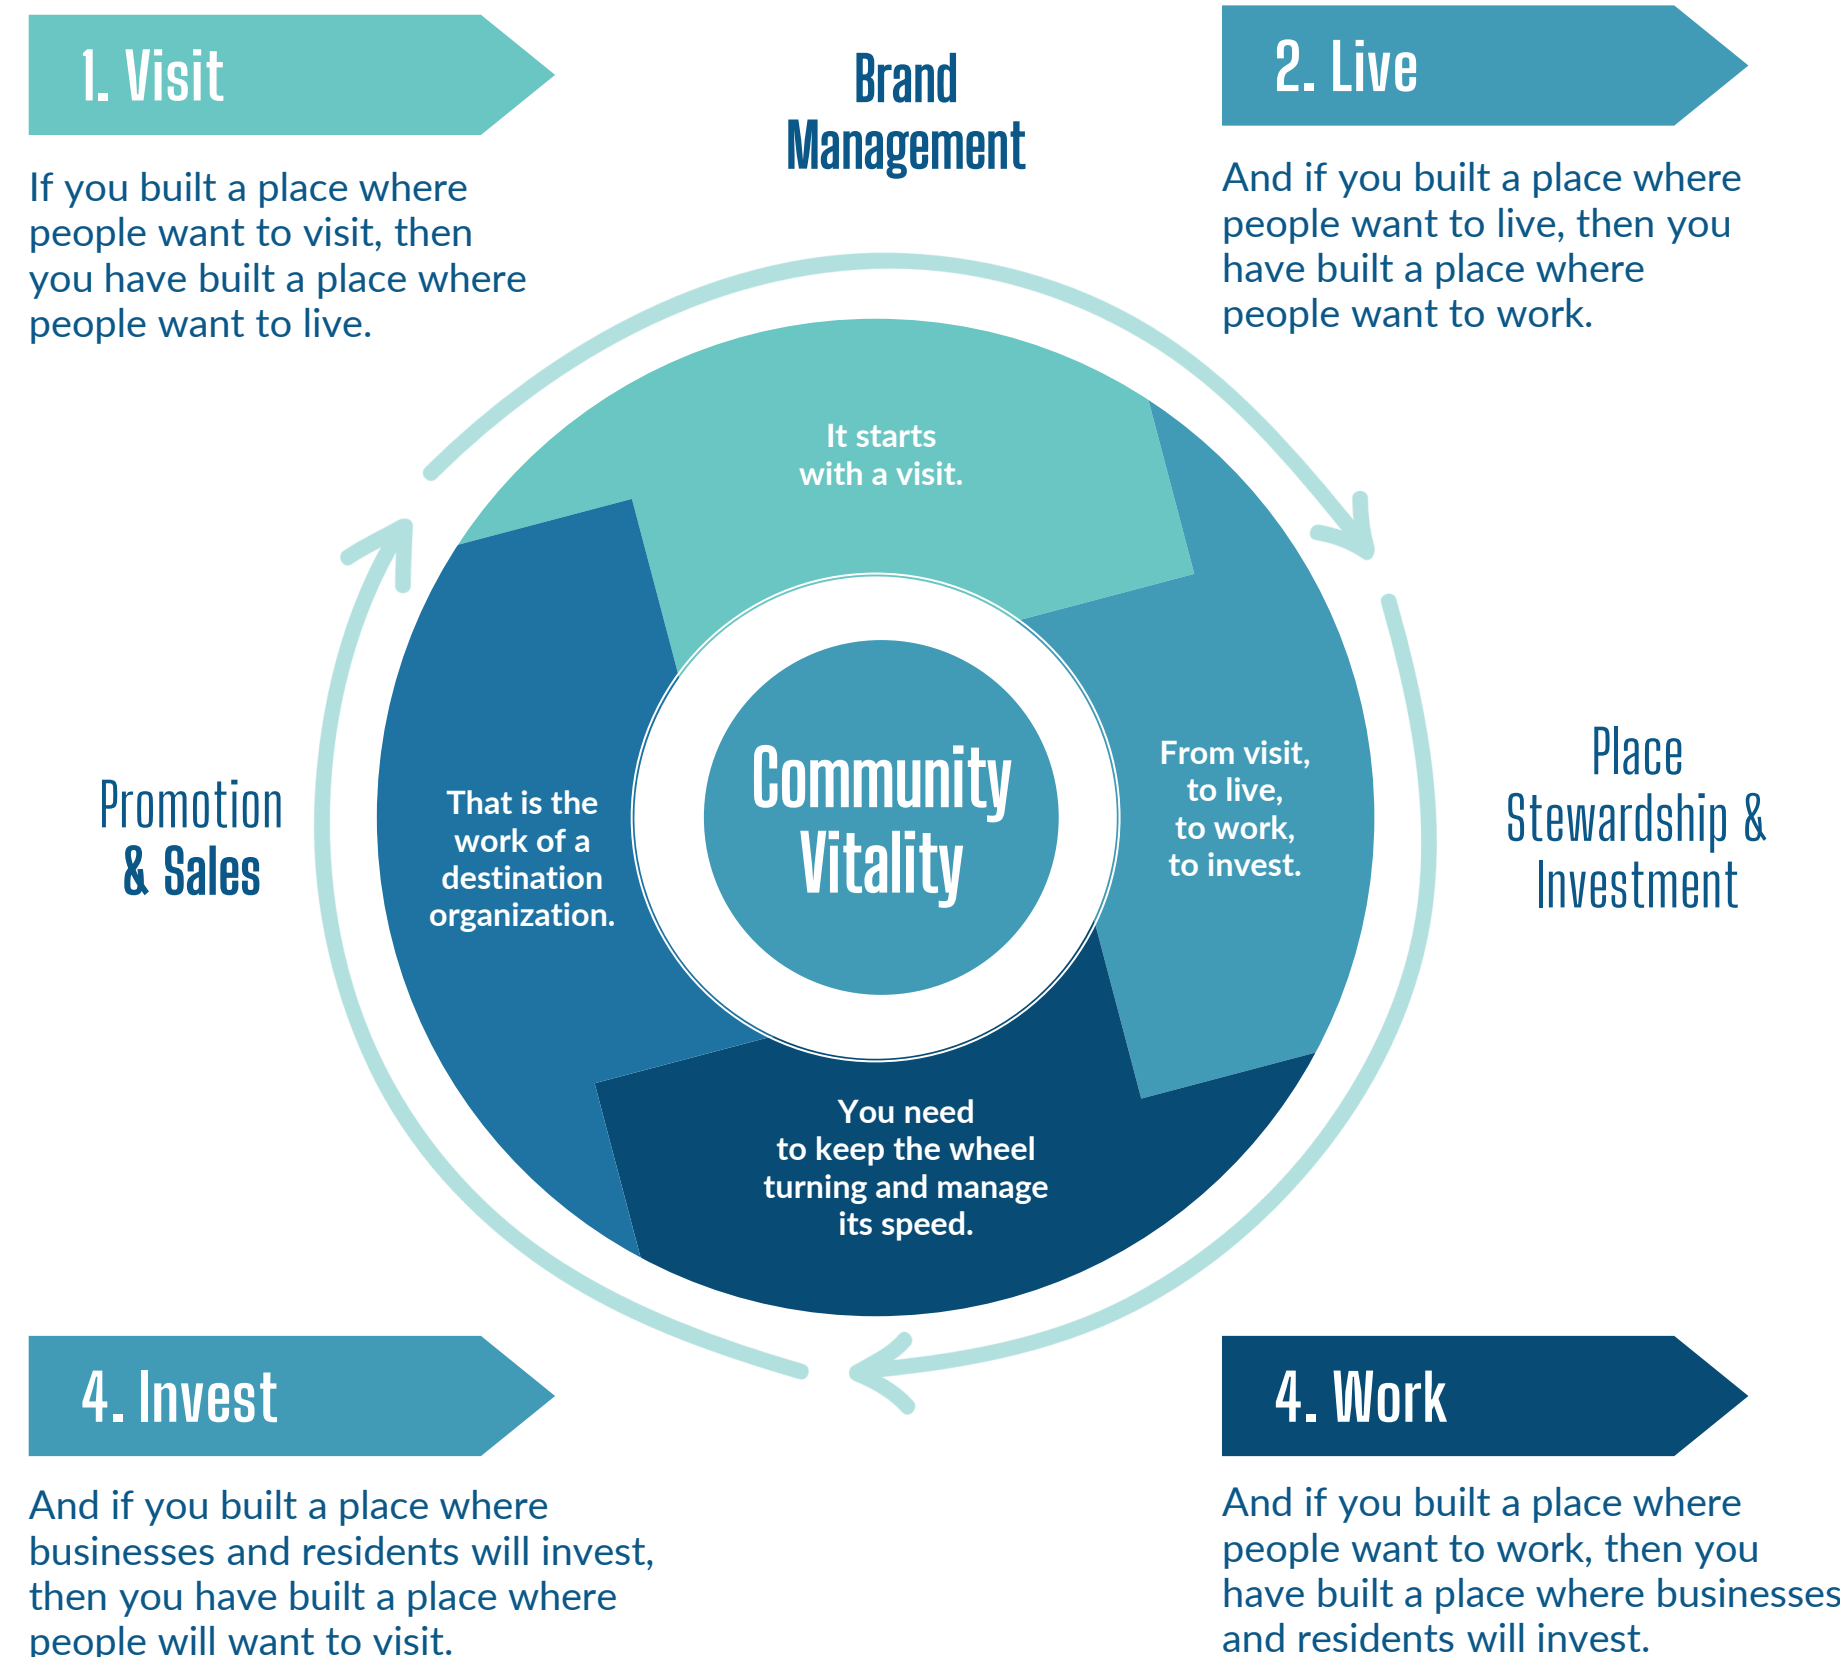 1. Visit
If you built a place where
people want to visit, then
you have built a place where
people want to live.
Brand
Management
2. Live
And if you built a place where
people want to live, then you
have built a place where
people want to work.
It starts
with a visit.
From visit,
to live,
to work,
to invest.
Place
Stewardship &
Investment
Community
Vitality
Promotion
& Sales
That is the
work of a
destination
organization.
You need
to keep the wheel
turning and manage
its speed.
4. Work
And if you built a place where
people want to work, then you
have built a place where businesses
and residents will invest.
4. Invest
And if you built a place where
businesses and residents will invest,
then you have built a place where
people will want to visit.